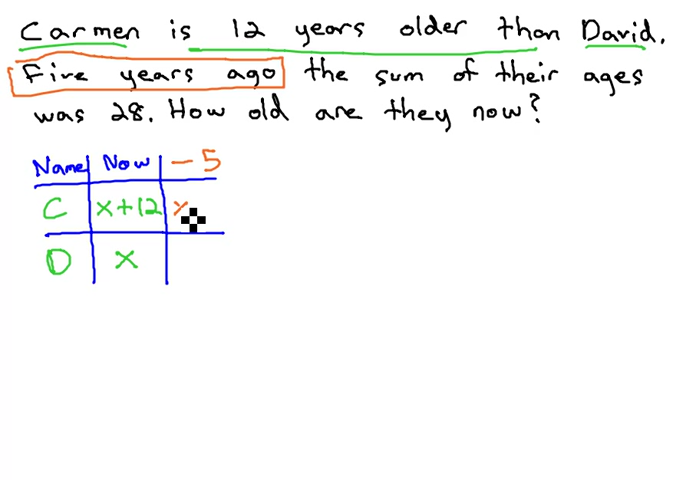 Carmen is 12 years older than David.
Five years ago the sum of their ages
was 28. How old are they now?
Name Now - 5
C x+12 x
D x